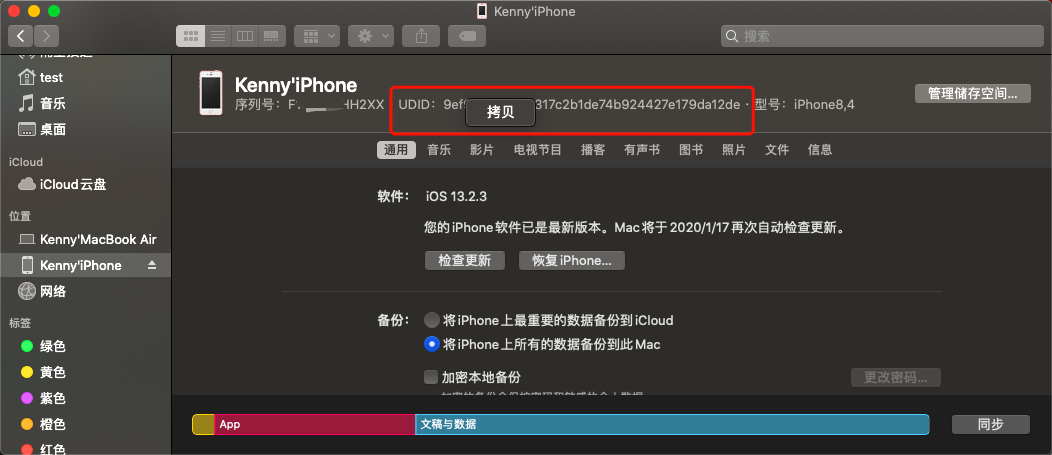 Kenny'iPhone
搜索
test
音乐
桌面
iCloud
iCloud云盘
位置
Kenny'MacBook Air
Kenny'iPhone
网络
标签
绿色
黄色
紫色
橙色
红色
Kenny'iPhone
序列号：F. HH2XX UDID：9ef 317c2b1de74b924427e179da12de · 型号：iPhone8,4
拷贝
管理储存空间...
通用 音乐 影片 电视节目 播客 有声书 图书 照片 文件 信息
软件： iOS 13.2.3
您的iPhone软件已是最新版本。Mac将于2020/1/17再次自动检查更新。
检查更新 恢复iPhone...
备份： 将iPhone上最重要的数据备份到iCloud
将iPhone上所有的数据备份到此Mac
加密本地备份 更改密码...
App 文稿与数据 同步